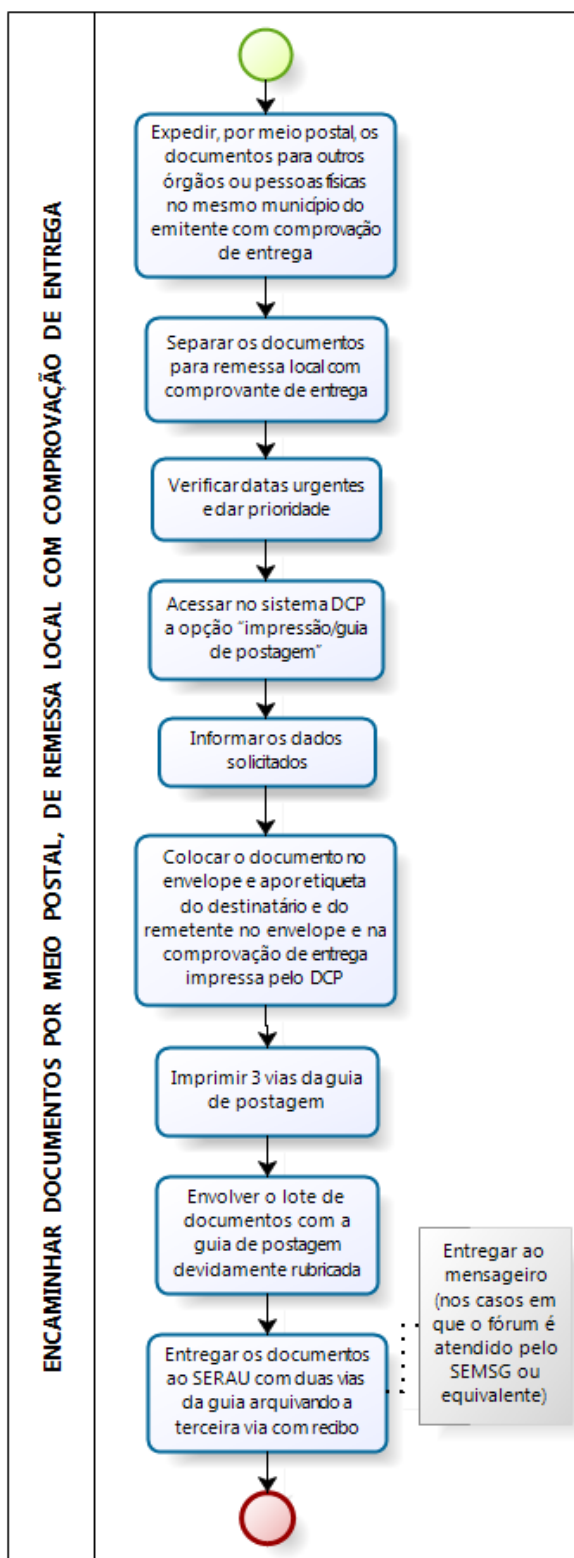 ENCAMINHAR DOCUMENTOS POR MEIO POSTAL, DE REMESSA LOCAL COM COMPROVAÇÃO DE ENTREGA
Expedir, por meio postal, os
documentos para outros
órgãos ou pessoas físicas
no mesmo município do
emitente com comprovação
de entrega
Separar os documentos
para remessa local com
comprovante de entrega
Verificar datas urgentes
e dar prioridade
Acessar no sistema DCP
a opção “impressão/guia
de postagem”
Informar os dados
solicitados
Colocar o documento no
envelope e apor etiqueta
do destinatário e do
remetente no envelope e na
comprovação de entrega
impressa pelo DCP
Imprimir 3 vias da guia
de postagem
Envolver o lote de
documentos com a
guia de postagem
devidamente rubricada
Entregar os documentos
ao SERAU com duas vias
da guia arquivando a
terceira via com recibo
Entregar ao
mensageiro
(nos casos em
que o fórum é
atendido pelo
SEMSG ou
equivalente)